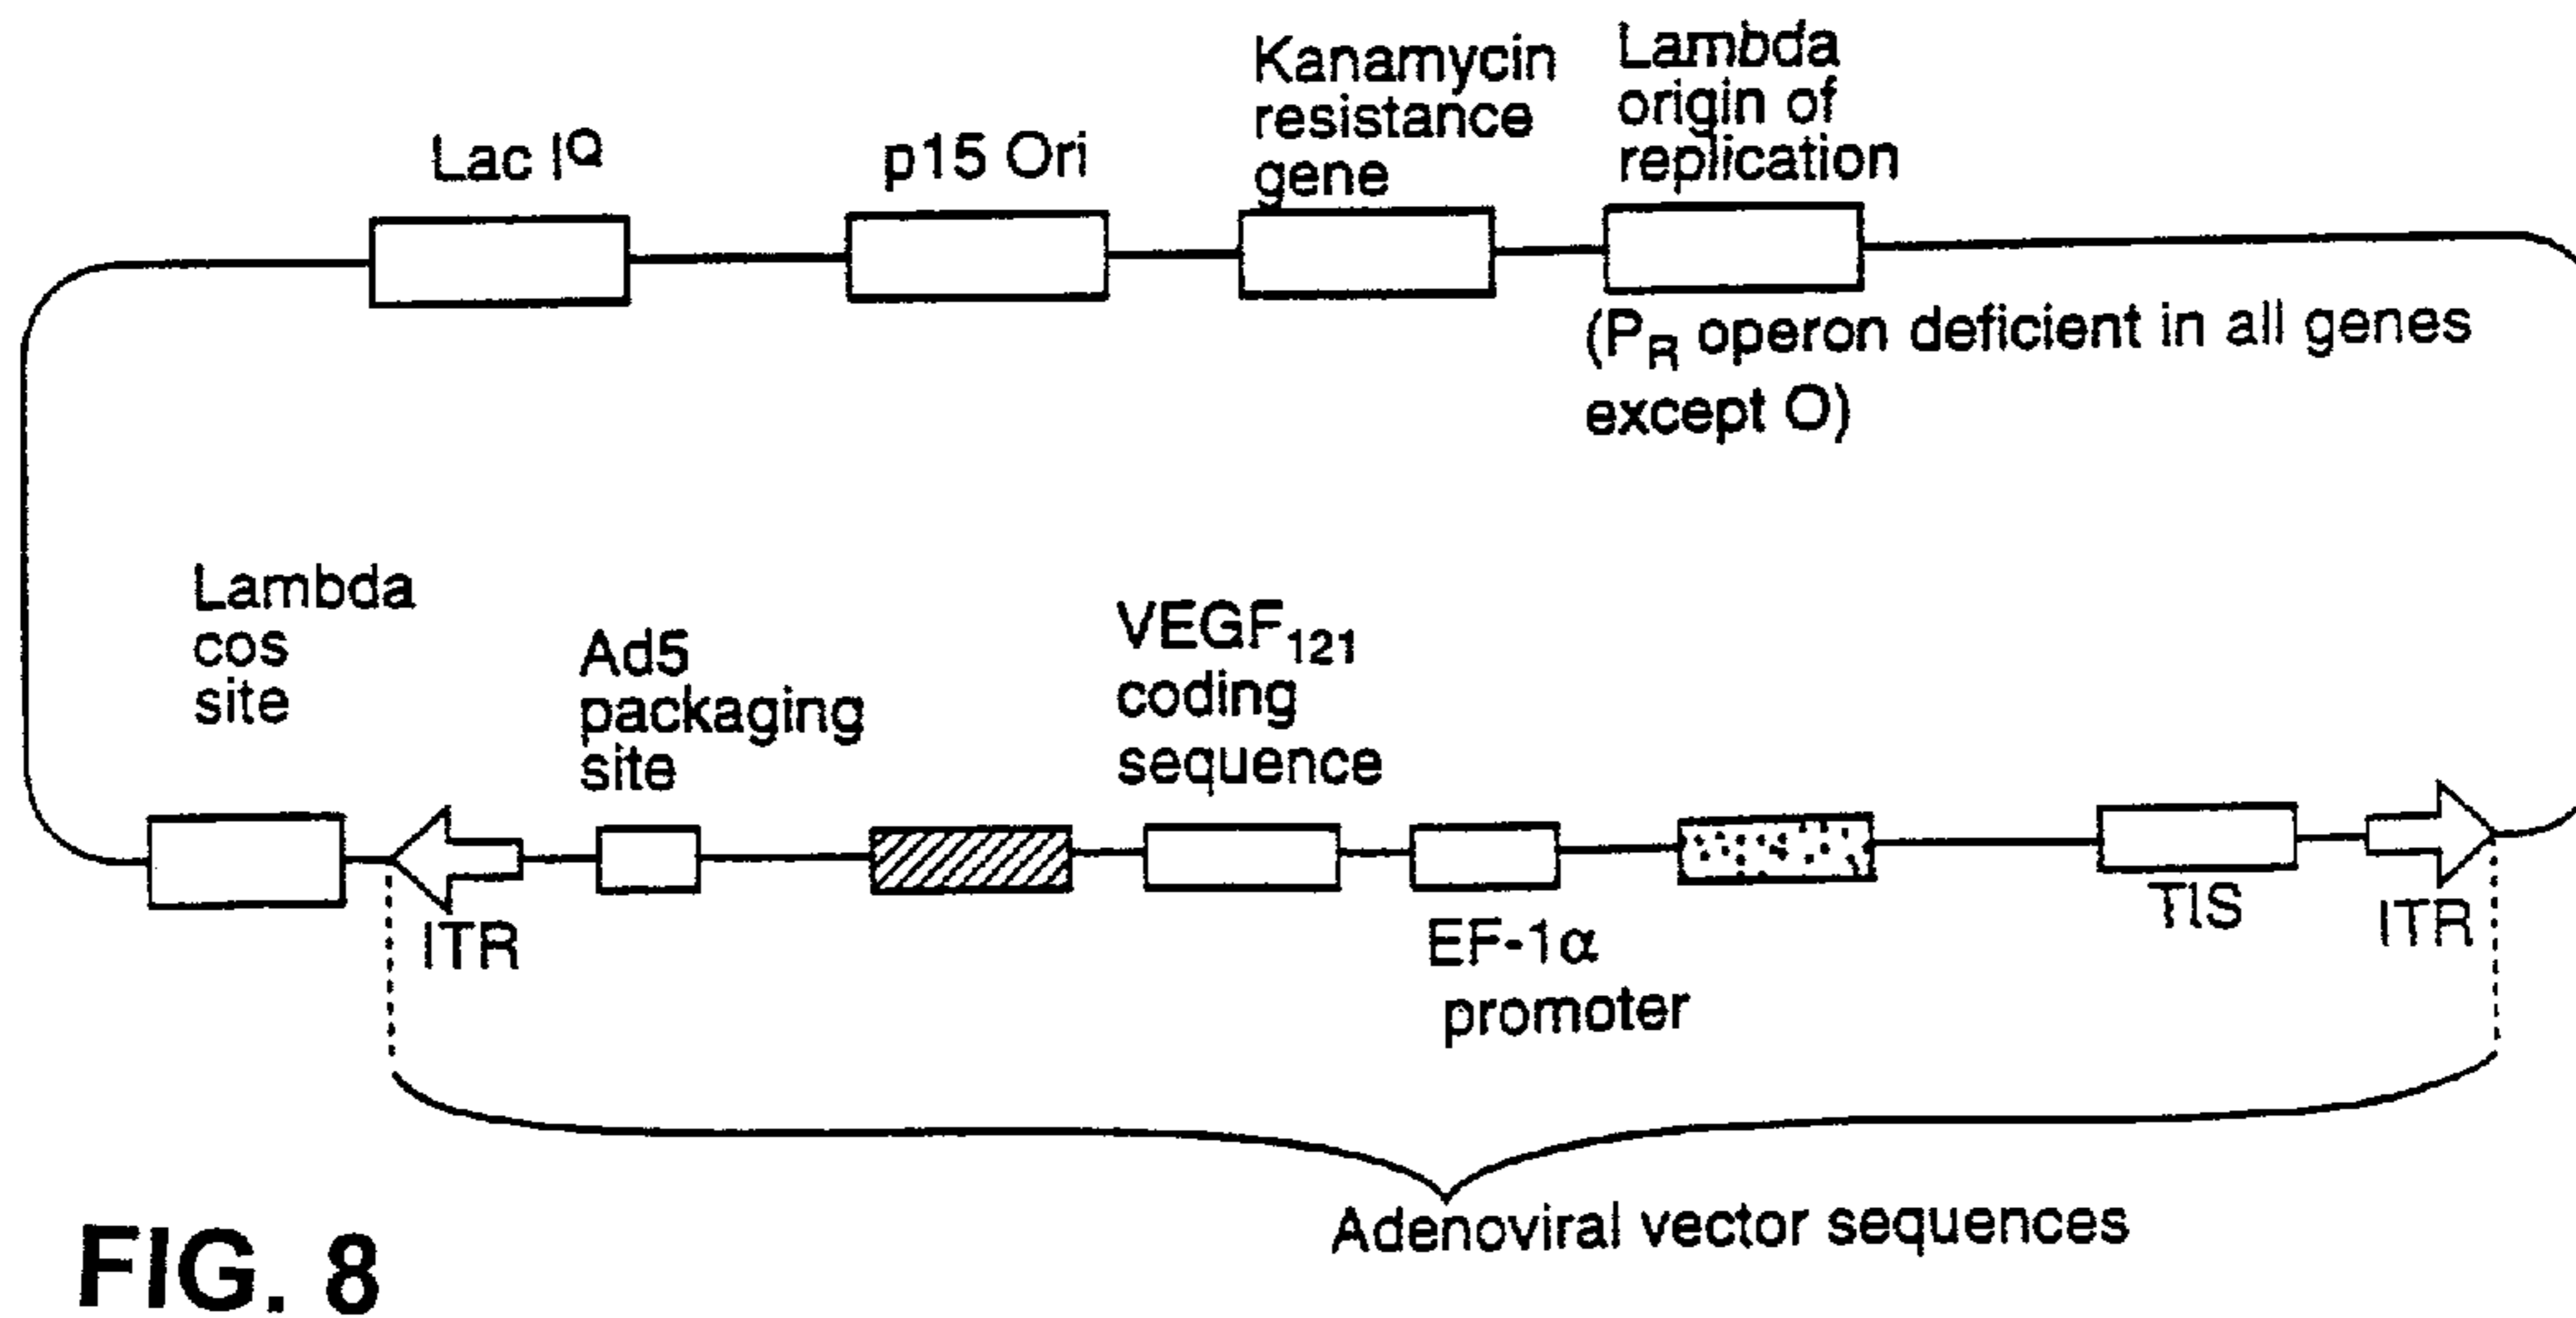 Lac I^Q
p15 Ori
Kanamycin
resistance
gene
Lambda
origin of
replication
(P_R operon deficient in all genes
except O)
Lambda
cos
site
Ad5
packaging
site
VEGF₁₂₁
coding
sequence
ITR
EF-1α
promoter
TIS
ITR
Adenoviral vector sequences
FIG. 8